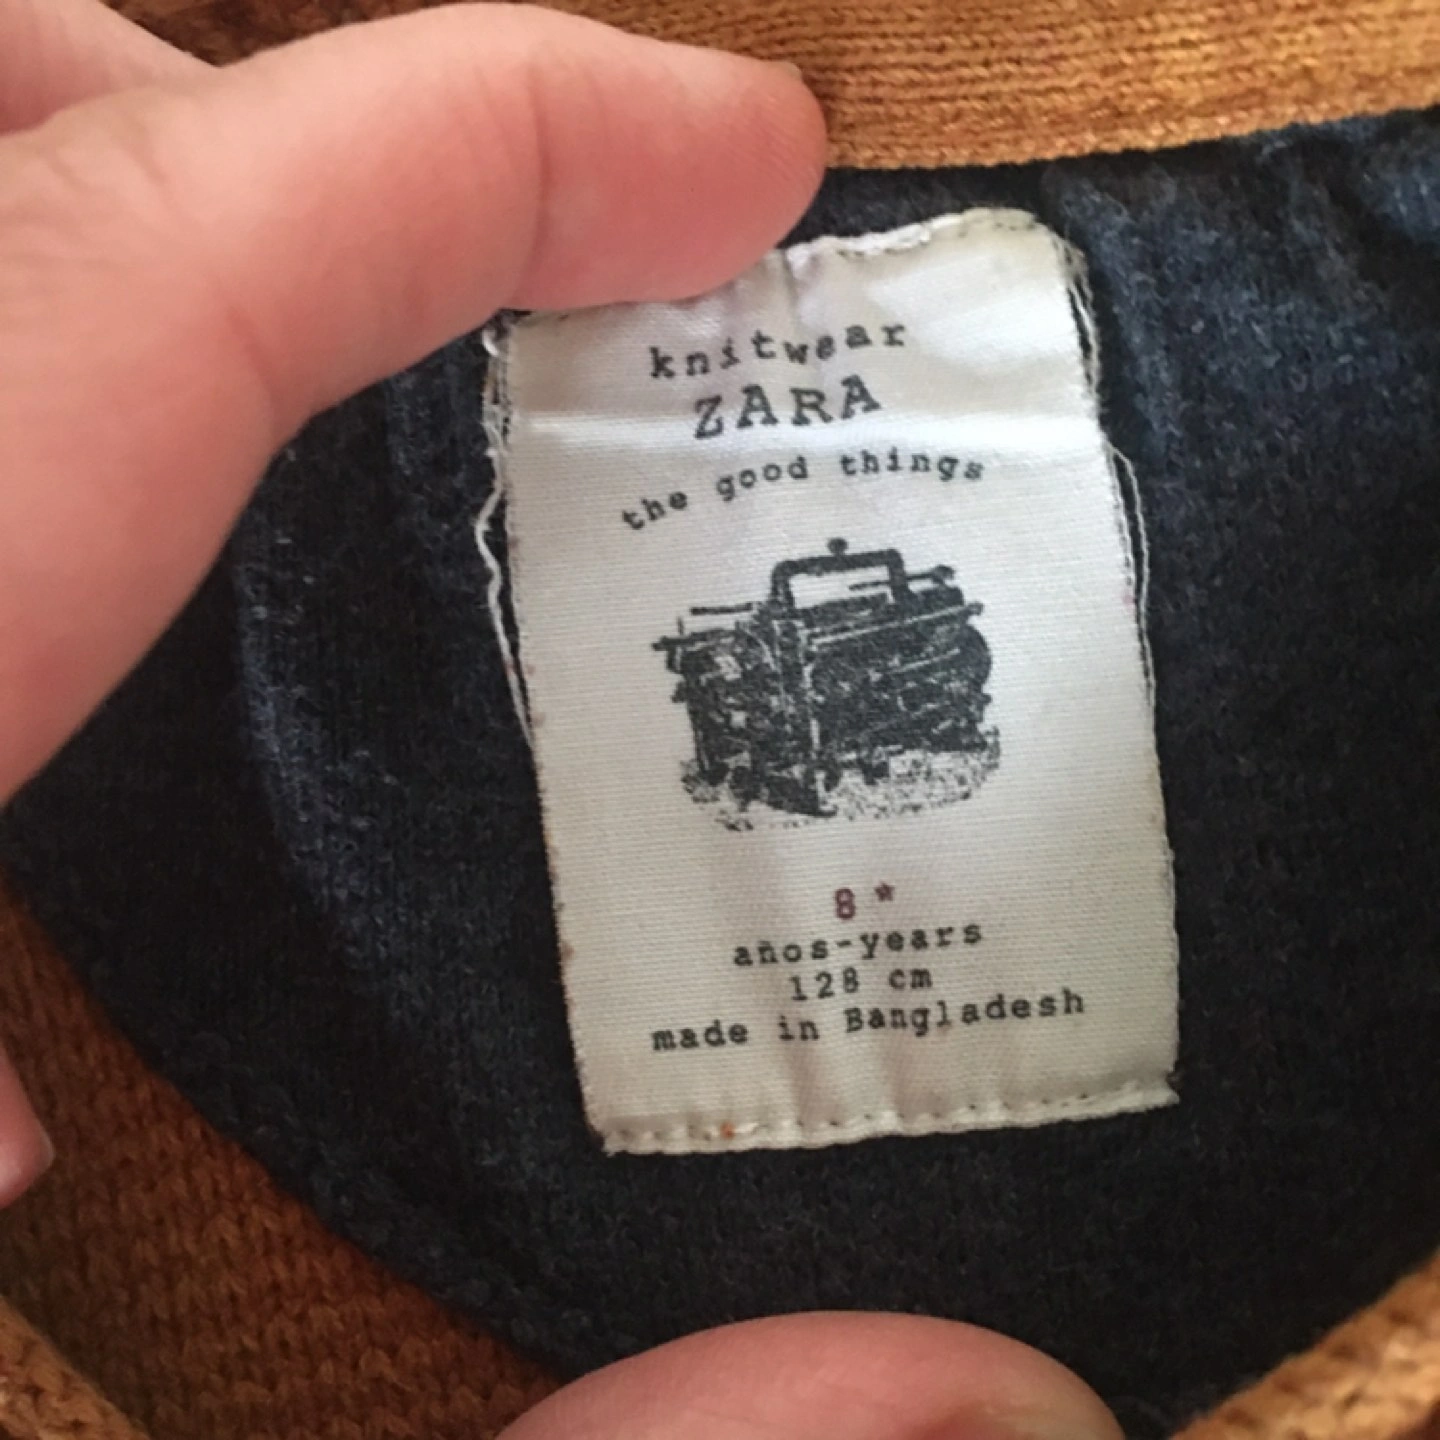 knitwear
ZARA
the good things
8*
años-years
128 cm
made in Bangladesh